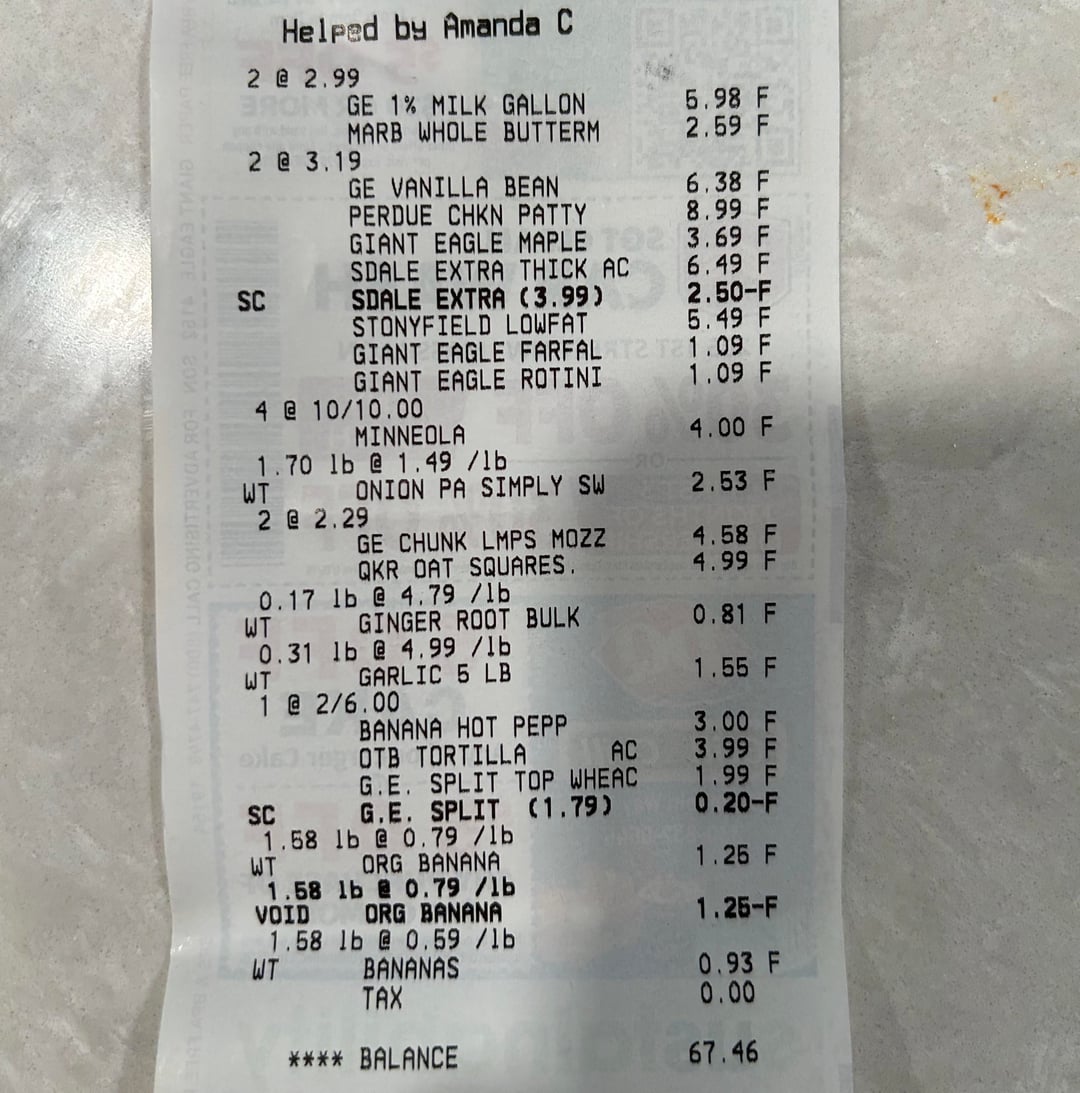 Helped by Amanda C
2 @ 2.99
GE 1% MILK GALLON 5.98 F
MARB WHOLE BUTTERM 2.59 F
2 @ 3.19
GE VANILLA BEAN 6.38 F
PERDUE CHKN PATTY 8.99 F
GIANT EAGLE MAPLE 3.69 F
SDALE EXTRA THICK AC 6.49 F
SC SDALE EXTRA (3.99) 2.50-F
STONYFIELD LOWFAT 5.49 F
GIANT EAGLE FARFAL 1.09 F
GIANT EAGLE ROTINI 1.09 F
4 @ 10/10.00
MINNEOLA 4.00 F
1.70 lb @ 1.49 /lb
WT ONION PA SIMPLY SW 2.53 F
2 @ 2.29
GE CHUNK LMPS MOZZ 4.58 F
QKR OAT SQUARES. 4.99 F
0.17 lb @ 4.79 /lb
WT GINGER ROOT BULK 0.81 F
0.31 lb @ 4.99 /lb
WT GARLIC 5 LB 1.55 F
1 @ 2/6.00
BANANA HOT PEPP 3.00 F
OTB TORTILLA AC 3.99 F
G.E. SPLIT TOP WHEAC 1.99 F
SC G.E. SPLIT (1.79) 0.20-F
1.58 lb @ 0.79 /lb
WT ORG BANANA 1.25 F
1.58 lb @ 0.79 /lb
VOID ORG BANANA 1.25-F
1.58 lb @ 0.59 /lb
WT BANANAS 0.93 F
TAX 0.00
**** BALANCE 67.46